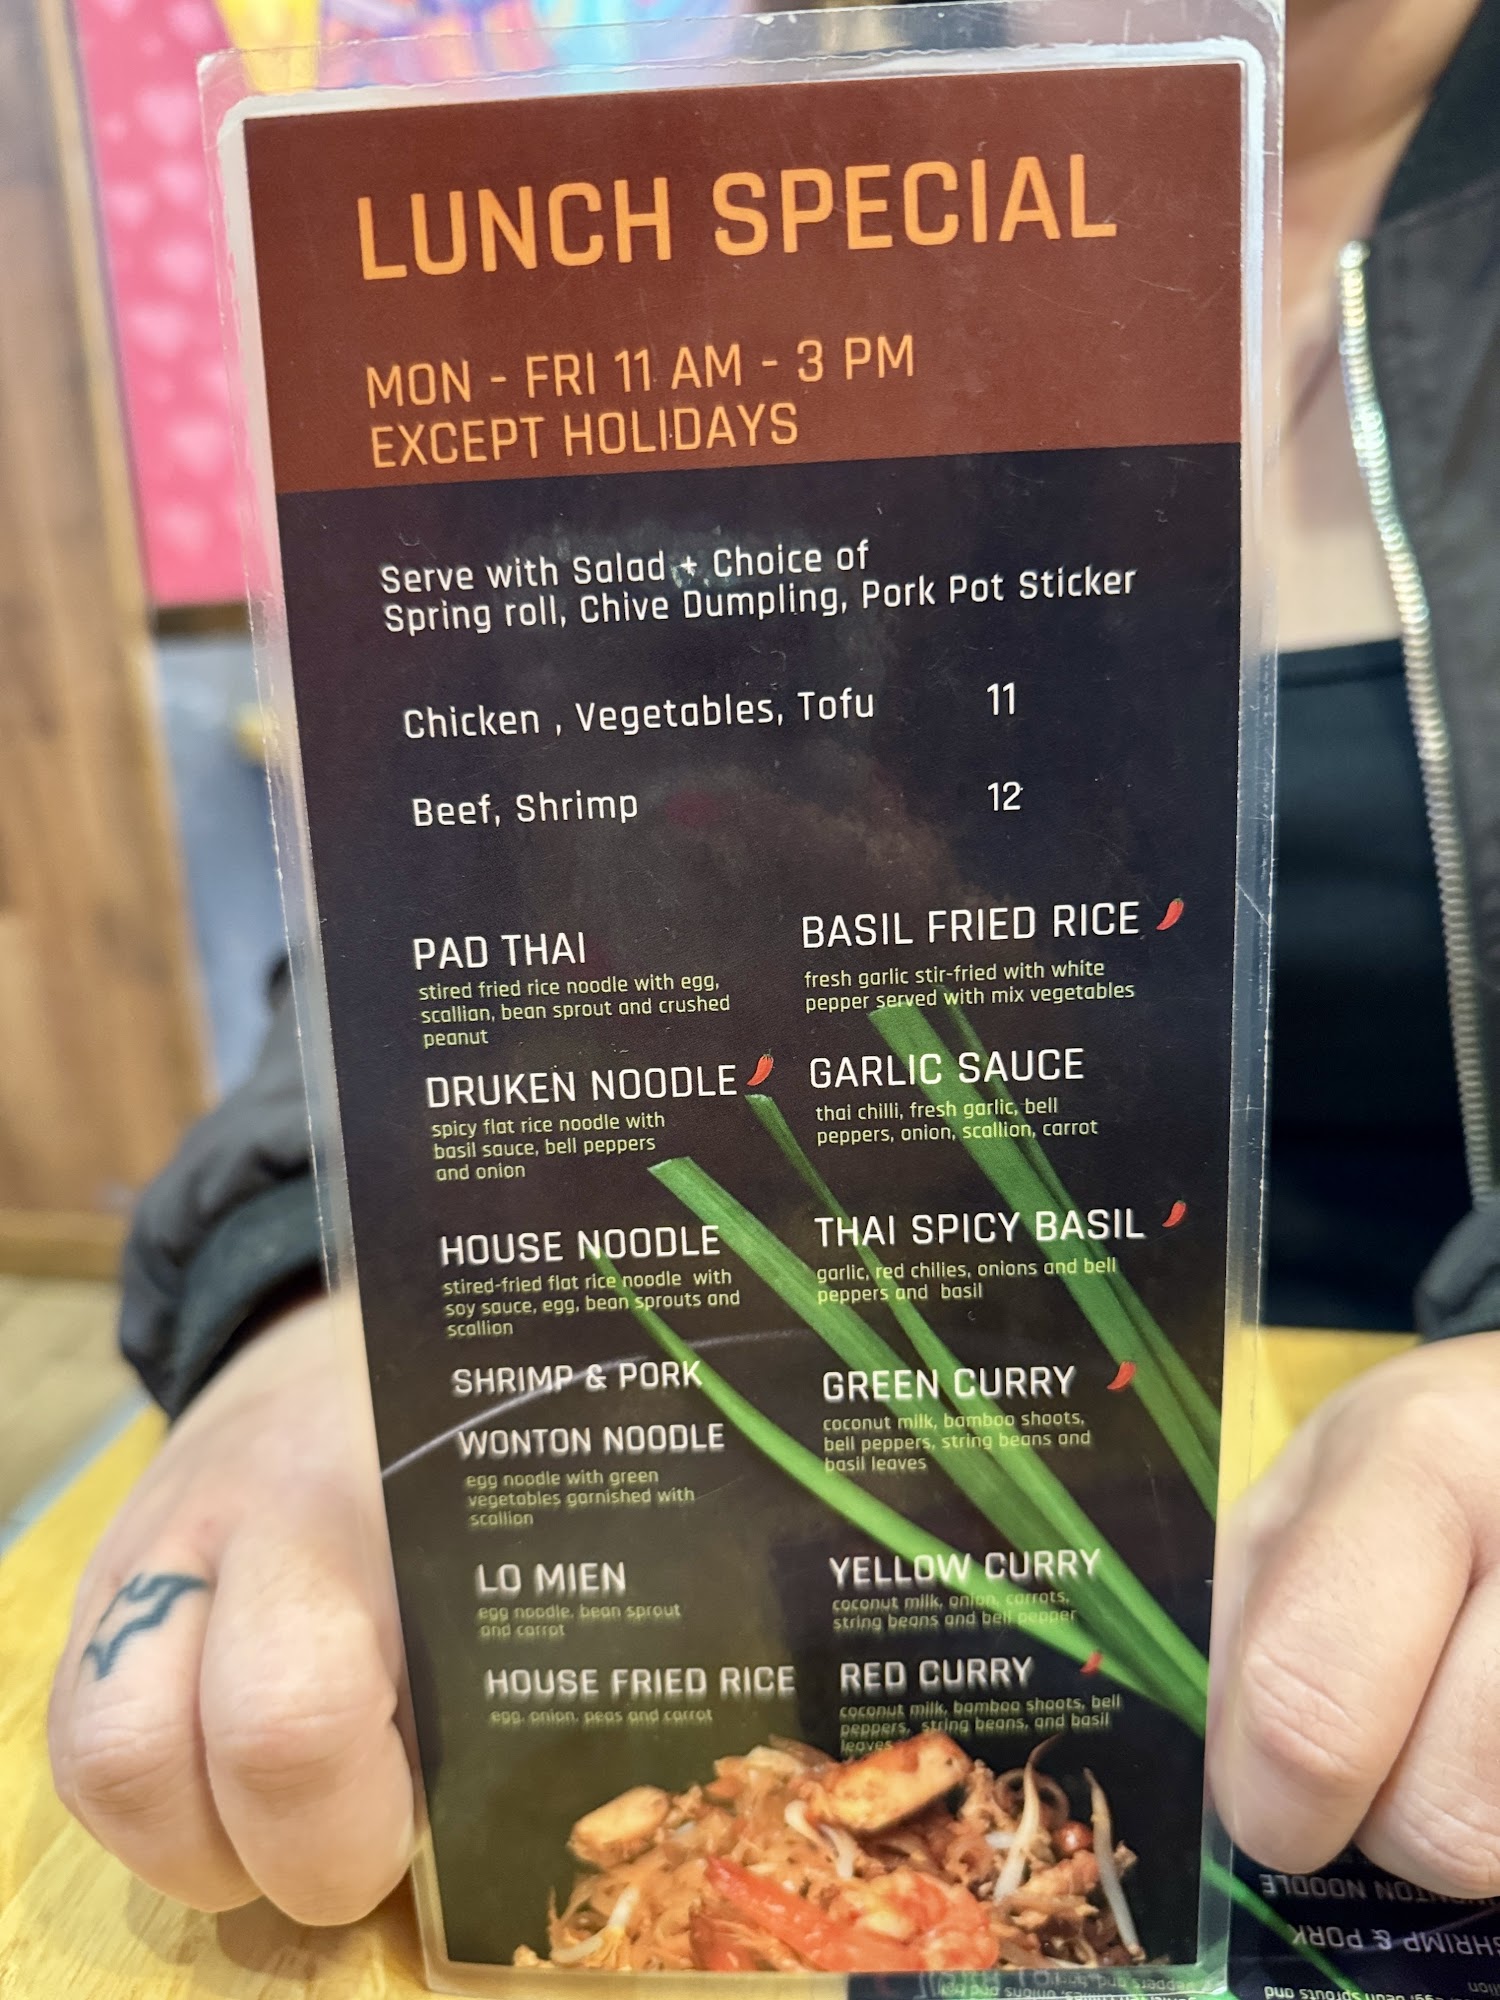 LUNCH SPECIAL
MON - FRI 11 AM - 3 PM
EXCEPT HOLIDAYS
Serve with Salad + Choice of
Spring roll, Chive Dumpling, Pork Pot Sticker
Chicken , Vegetables, Tofu 11
Beef, Shrimp 12
PAD THAI
stired fried rice noodle with egg,
scallian, bean sprout and crushed
peanut
DRUKEN NOODLE
spicy flat rice noodle with
basil sauce, bell peppers
and onion
HOUSE NOODLE
stired-fried flat rice noodle with
soy sauce, egg, bean sprouts and
scallion
SHRIMP & PORK
WONTON NOODLE
egg noodle with green
vegetables garnished with
scallion
LO MIEN
egg noodle, bean sprout
and carrot
HOUSE FRIED RICE
egg, onion, peas and carrot
BASIL FRIED RICE
fresh garlic stir-fried with white
pepper served with mix vegetables
GARLIC SAUCE
thai chilli, fresh garlic, bell
peppers, onion, scallion, carrot
THAI SPICY BASIL
garlic, red chilies, onions and bell
peppers and basil
GREEN CURRY
coconut milk, bamboo shoots,
bell peppers, string beans and
basil leaves
YELLOW CURRY
coconut milk, onion, carrots,
string beans and bell pepper
RED CURRY
coconut milk, bamboo shoots, bell
peppers, string beans, and basil
leaves
WONTON NOODLE
SHRIMP & PORK